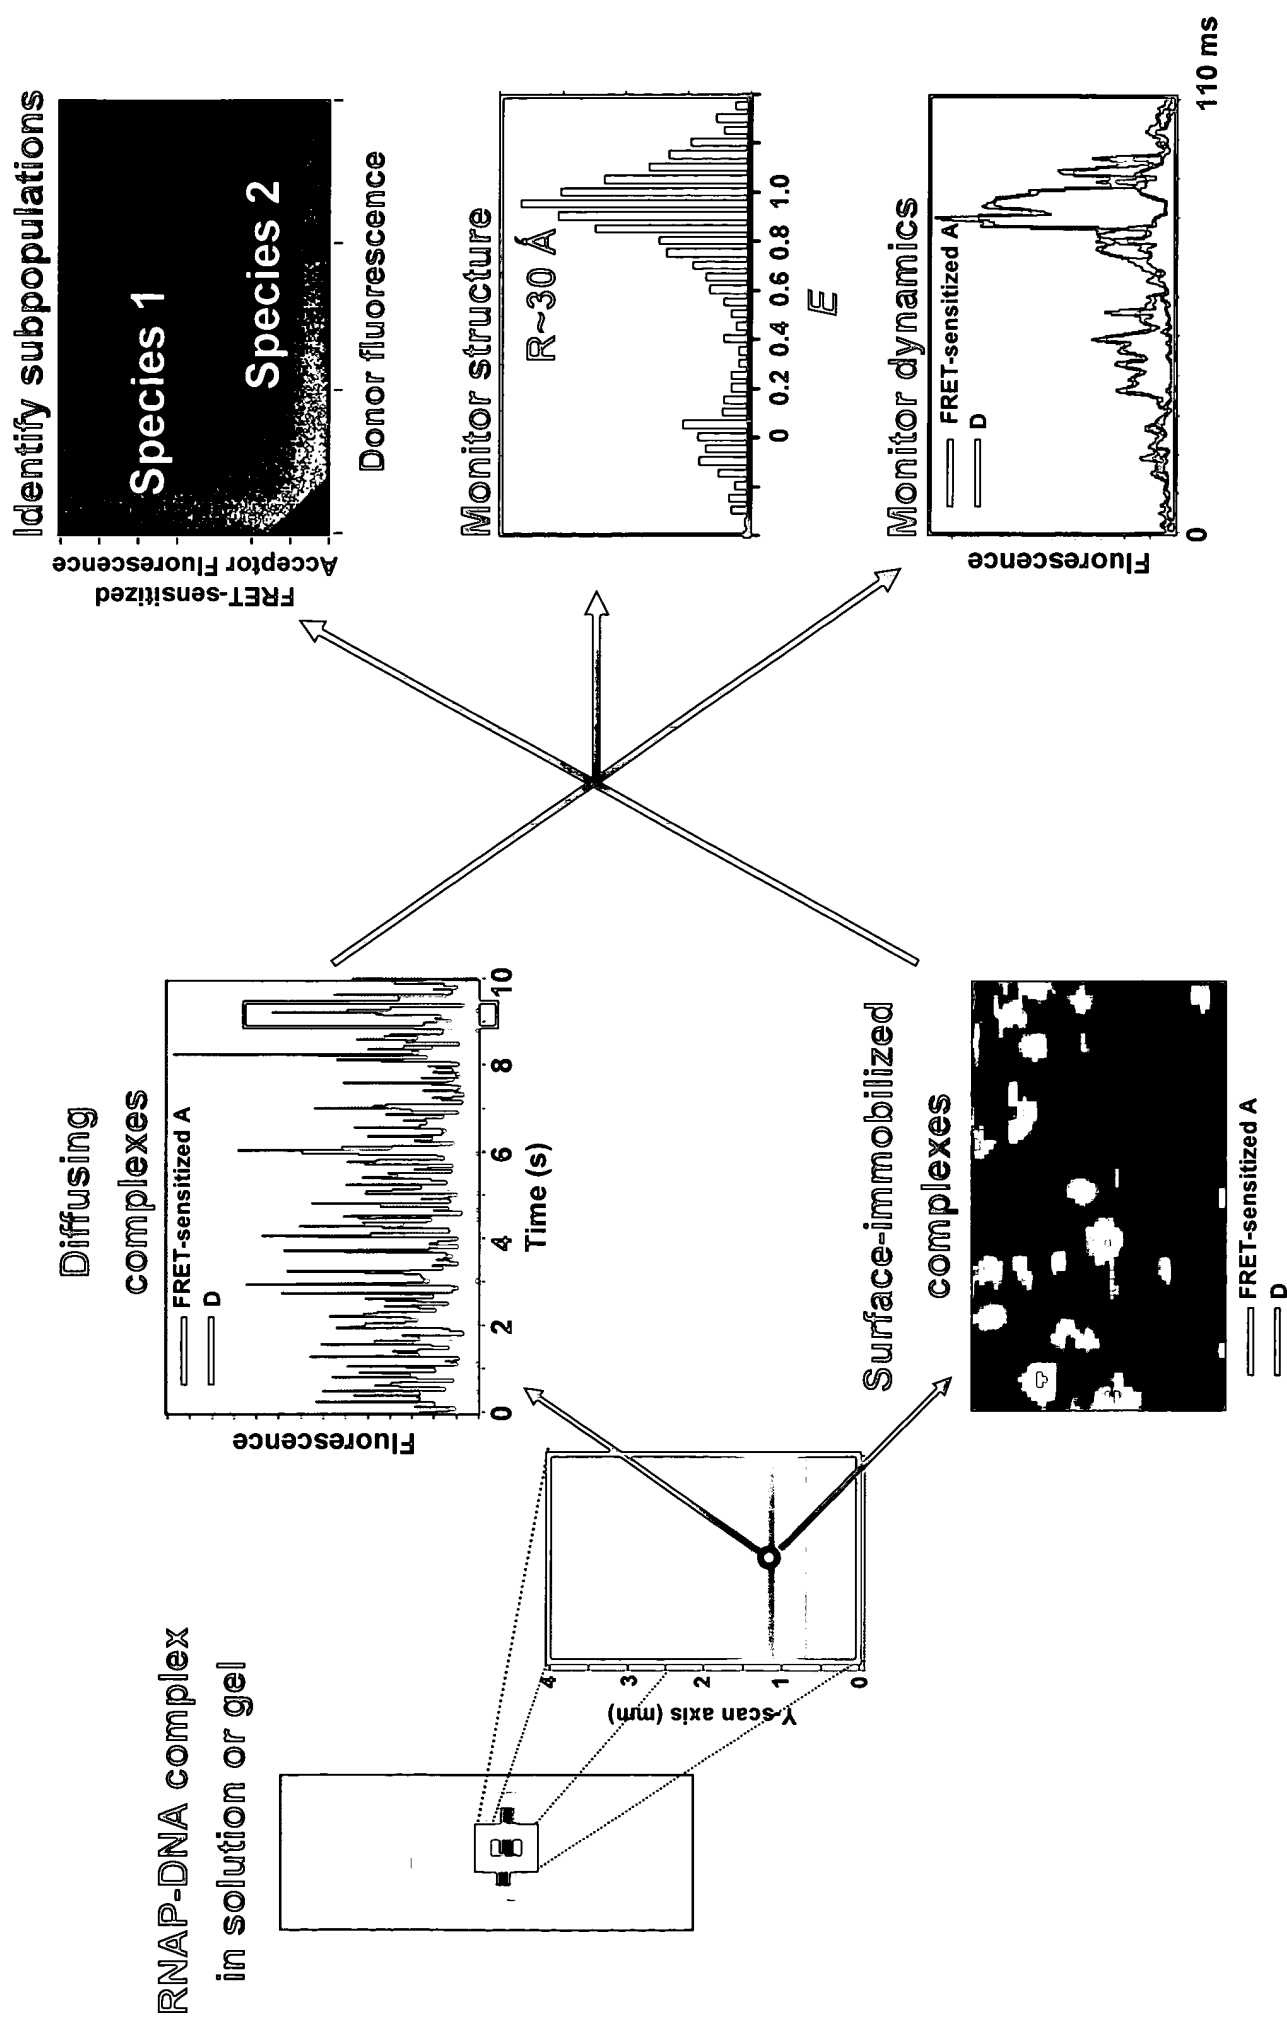 RNAP-DNA complex
in solution or gel
Y-scan axis (mm)
4
3
2
1
0
Diffusing
complexes
Fluorescence
FRET-sensitized A
D
0
2
4
6
8
10
Time (s)
Surface-immobilized
complexes
FRET-sensitized A
D
Identify subpopulations
FRET-sensitized
Acceptor Fluorescence
Species 1
Species 2
Donor fluorescence
Monitor structure
R~30 Å
0
0.2
0.4
0.6
0.8
1.0
E
Monitor dynamics
Fluorescence
FRET-sensitized A
D
0
110 ms